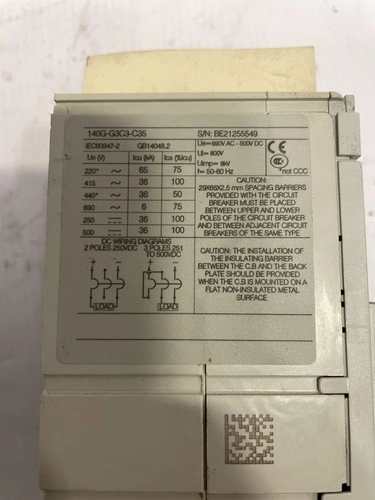 140G-G3C3-C35 S/N: BE21255549
IEC60947-2 GB14048.2 Ue=690V AC - 500V DC
Ue (V) Icu (kA) Ics (%Icu) Ui= 800V
220* ~ 65 75 Uimp= 8kV
415 ~ 36 100 f= 50-60 Hz *not CCC
440* ~ 36 50
690 ~ 6 75
250 ⎓ 36 100
500 ⎓ 36 100
DC WIRING DIAGRAMS
2 POLES 250VDC 3 POLES 251
TO 500VDC
+ - + -
LOAD LOAD
CE
CCC
CAUTION:
29X68X2.5 mm SPACING BARRIERS
PROVIDED WITH THE CIRCUIT
BREAKER MUST BE PLACED
BETWEEN UPPER AND LOWER
POLES OF THE CIRCUIT BREAKER
AND BETWEEN ADJACENT CIRCUIT
BREAKERS OF THE SAME TYPE
CAUTION: THE INSTALLATION OF
THE INSULATING BARRIER
BETWEEN THE C.B AND THE BACK
PLATE SHOULD BE PROVIDED
WHEN THE C.B IS MOUNTED ON A
FLAT NON-INSULATED METAL
SURFACE